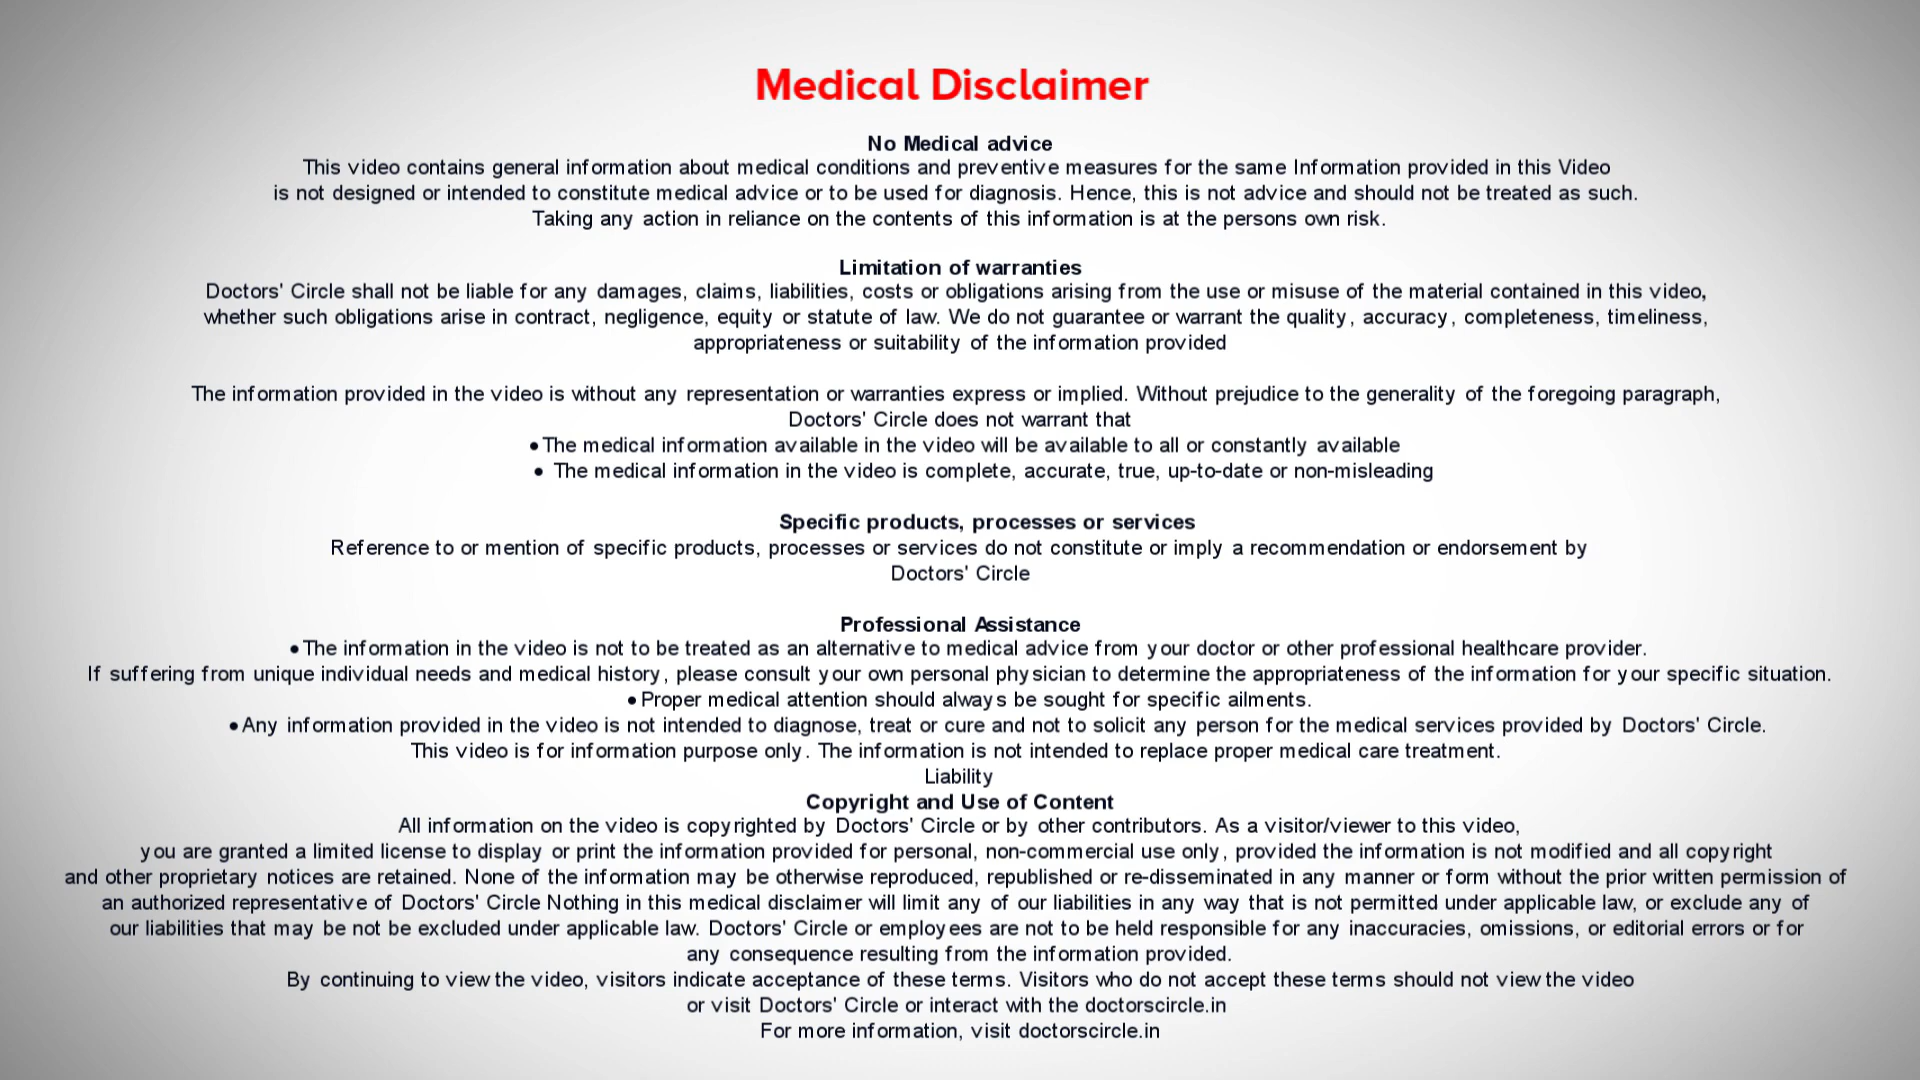 Medical Disclaimer
No Medical advice
This video contains general information about medical conditions and preventive measures for the same Information provided in this Video
is not designed or intended to constitute medical advice or to be used for diagnosis. Hence, this is not advice and should not be treated as such.
Taking any action in reliance on the contents of this information is at the persons own risk.
Limitation of warranties
Doctors' Circle shall not be liable for any damages, claims, liabilities, costs or obligations arising from the use or misuse of the material contained in this video,
whether such obligations arise in contract, negligence, equity or statute of law. We do not guarantee or warrant the quality, accuracy, completeness, timeliness,
appropriateness or suitability of the information provided
The information provided in the video is without any representation or warranties express or implied. Without prejudice to the generality of the foregoing paragraph,
Doctors' Circle does not warrant that
•The medical information available in the video will be available to all or constantly available
• The medical information in the video is complete, accurate, true, up-to-date or non-misleading
Specific products, processes or services
Reference to or mention of specific products, processes or services do not constitute or imply a recommendation or endorsement by
Doctors' Circle
Professional Assistance
•The information in the video is not to be treated as an alternative to medical advice from your doctor or other professional healthcare provider.
If suffering from unique individual needs and medical history, please consult your own personal physician to determine the appropriateness of the information for your specific situation.
•Proper medical attention should always be sought for specific ailments.
•Any information provided in the video is not intended to diagnose, treat or cure and not to solicit any person for the medical services provided by Doctors' Circle.
This video is for information purpose only. The information is not intended to replace proper medical care treatment.
Liability
Copyright and Use of Content
All information on the video is copyrighted by Doctors' Circle or by other contributors. As a visitor/viewer to this video,
you are granted a limited license to display or print the information provided for personal, non-commercial use only, provided the information is not modified and all copyright
and other proprietary notices are retained. None of the information may be otherwise reproduced, republished or re-disseminated in any manner or form without the prior written permission of
an authorized representative of Doctors' Circle Nothing in this medical disclaimer will limit any of our liabilities in any way that is not permitted under applicable law, or exclude any of
our liabilities that may be not be excluded under applicable law. Doctors' Circle or employees are not to be held responsible for any inaccuracies, omissions, or editorial errors or for
any consequence resulting from the information provided.
By continuing to view the video, visitors indicate acceptance of these terms. Visitors who do not accept these terms should not view the video
or visit Doctors' Circle or interact with the doctorscircle.in
For more information, visit doctorscircle.in